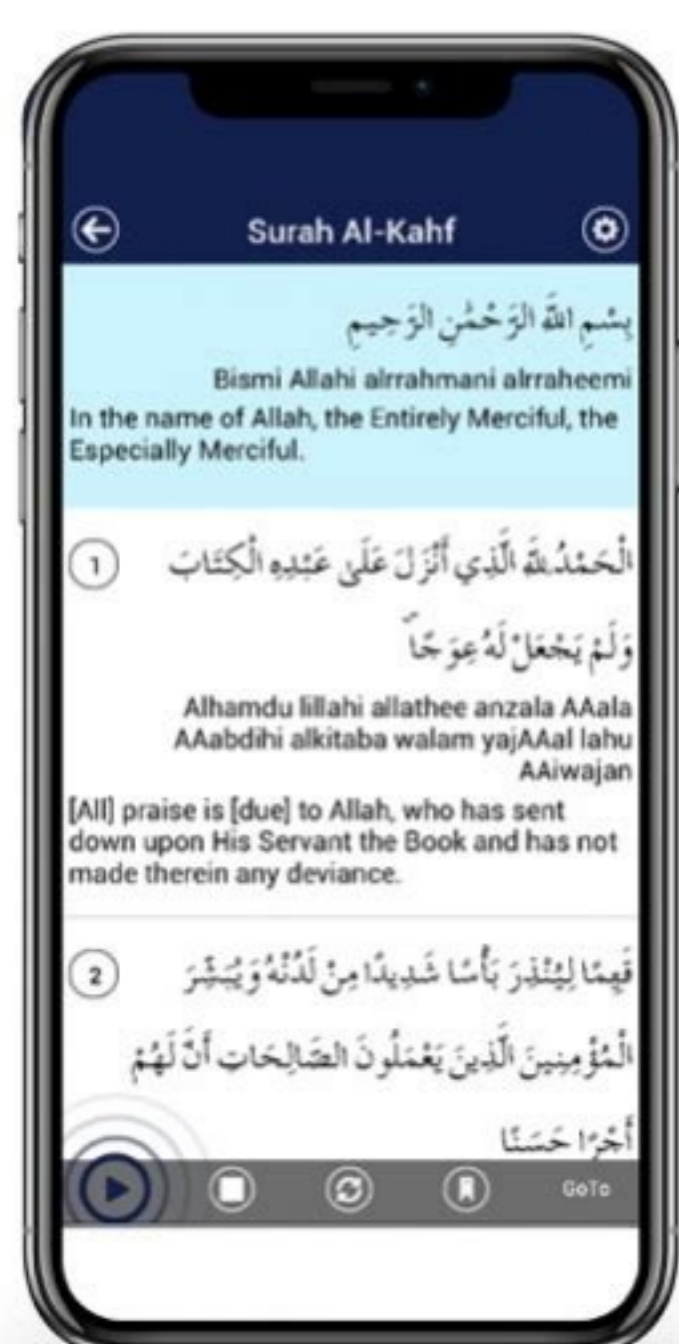 Surah Al-Kahf
بِسْمِ اللَّهِ الرَّحْمَٰنِ الرَّحِيمِ
Bismi Allahi alrrahmani alrraheemi
In the name of Allah, the Entirely Merciful, the
Especially Merciful.
1 الْحَمْدُ لِلَّهِ الَّذِي أَنْزَلَ عَلَىٰ عَبْدِهِ الْكِتَابَ
وَلَمْ يَجْعَلْ لَهُ عِوَجًا ۜ
Alhamdu lillahi allathee anzala AAala
AAabdihi alkitaba walam yajAAal lahu
AAiwajan
[All] praise is [due] to Allah, who has sent
down upon His Servant the Book and has not
made therein any deviance.
2 قَيِّمًا لِيُنْذِرَ بَأْسًا شَدِيدًا مِنْ لَدُنْهُ وَيُبَشِّرَ
الْمُؤْمِنِينَ الَّذِينَ يَعْمَلُونَ الصَّالِحَاتِ أَنَّ لَهُمْ
أَجْرًا حَسَنًا
GoTo